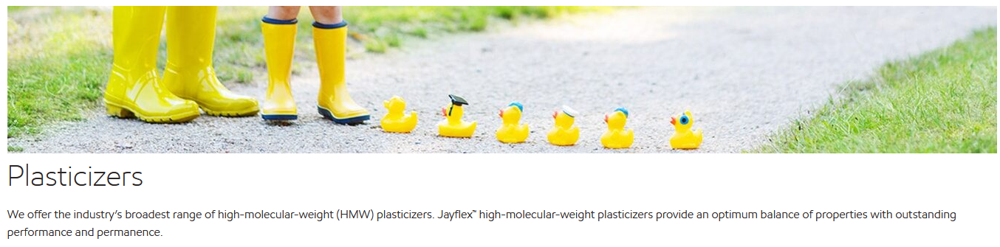 Plasticizers
We offer the industry’s broadest range of high-molecular-weight (HMW) plasticizers. Jayflex™ high-molecular-weight plasticizers provide an optimum balance of properties with outstanding
performance and permanence.